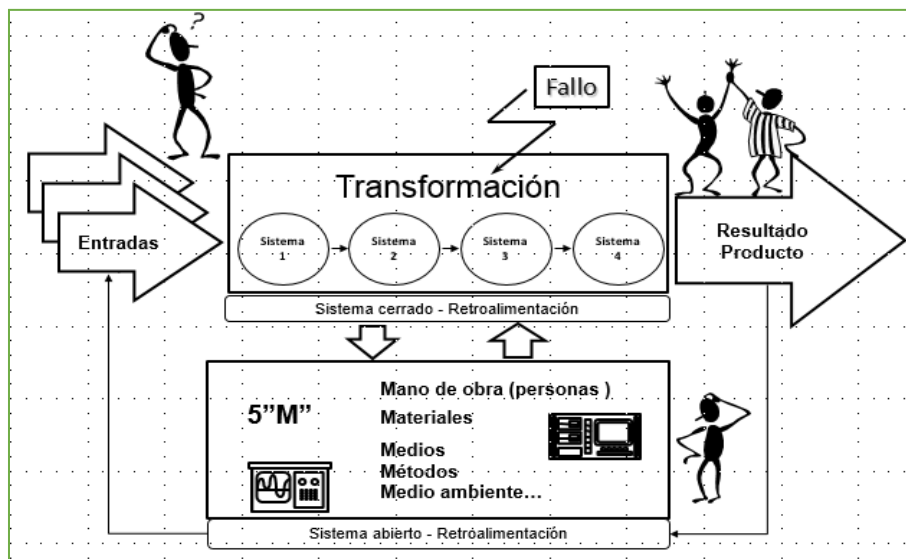 ?
Fallo
Transformación
Entradas
Sistema
1
Sistema
2
Sistema
3
Sistema
4
Resultado
Producto
Sistema cerrado - Retroalimentación
5”M”
Mano de obra (personas )
Materiales
Medios
Métodos
Medio ambiente…
Sistema abierto - Retroalimentación